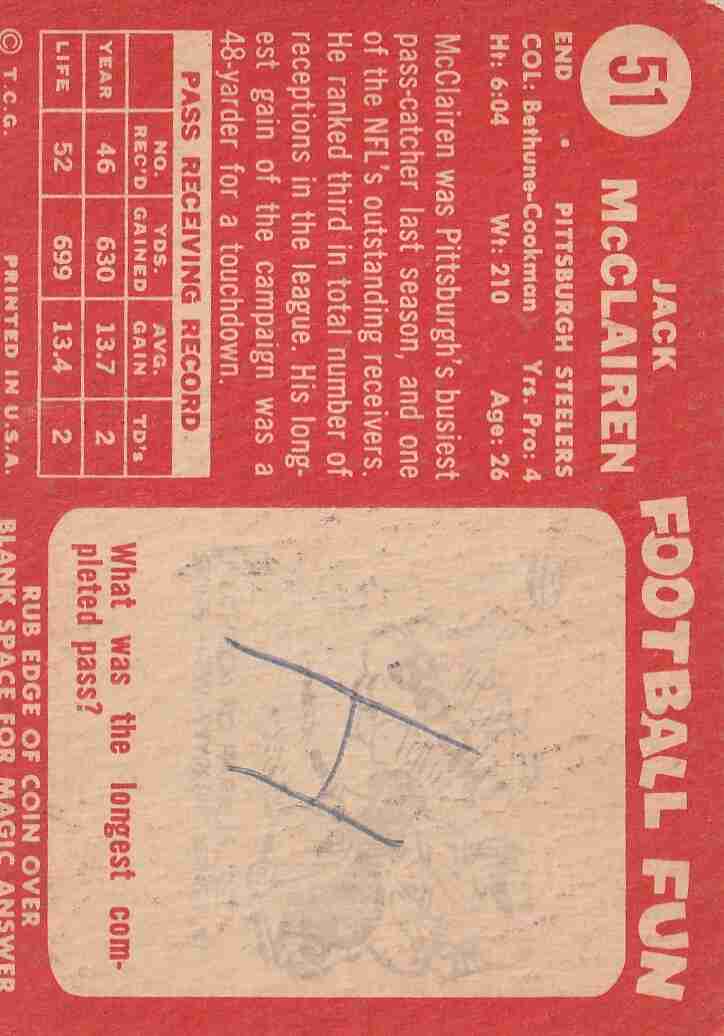 51
JACK
McCLAIREN
END • PITTSBURGH STEELERS
COL: Bethune-Cookman Yrs. Pro: 4
Ht: 6:04 Wt: 210 Age: 26
McClairen was Pittsburgh's busiest
pass-catcher last season, and one
of the NFL's outstanding receivers.
He ranked third in total number of
receptions in the league. His long-
est gain of the campaign was a
48-yarder for a touchdown.
PASS RECEIVING RECORD
NO. REC'D YDS. GAINED AVG. GAIN TD's
YEAR 46 630 13.7 2
LIFE 52 699 13.4 2
© T.C.G. PRINTED IN U.S.A.
FOOTBALL FUN
H
What was the longest com-
pleted pass?
RUB EDGE OF COIN OVER
BLANK SPACE FOR MAGIC ANSWER